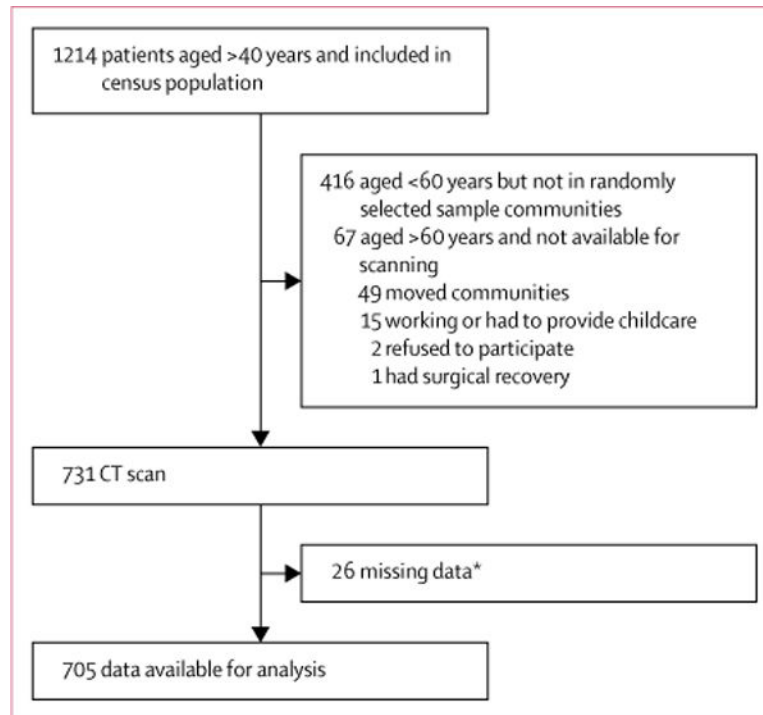 1214 patients aged >40 years and included in
census population
416 aged <60 years but not in randomly
selected sample communities
67 aged >60 years and not available for
scanning
49 moved communities
15 working or had to provide childcare
2 refused to participate
1 had surgical recovery
731 CT scan
26 missing data*
705 data available for analysis